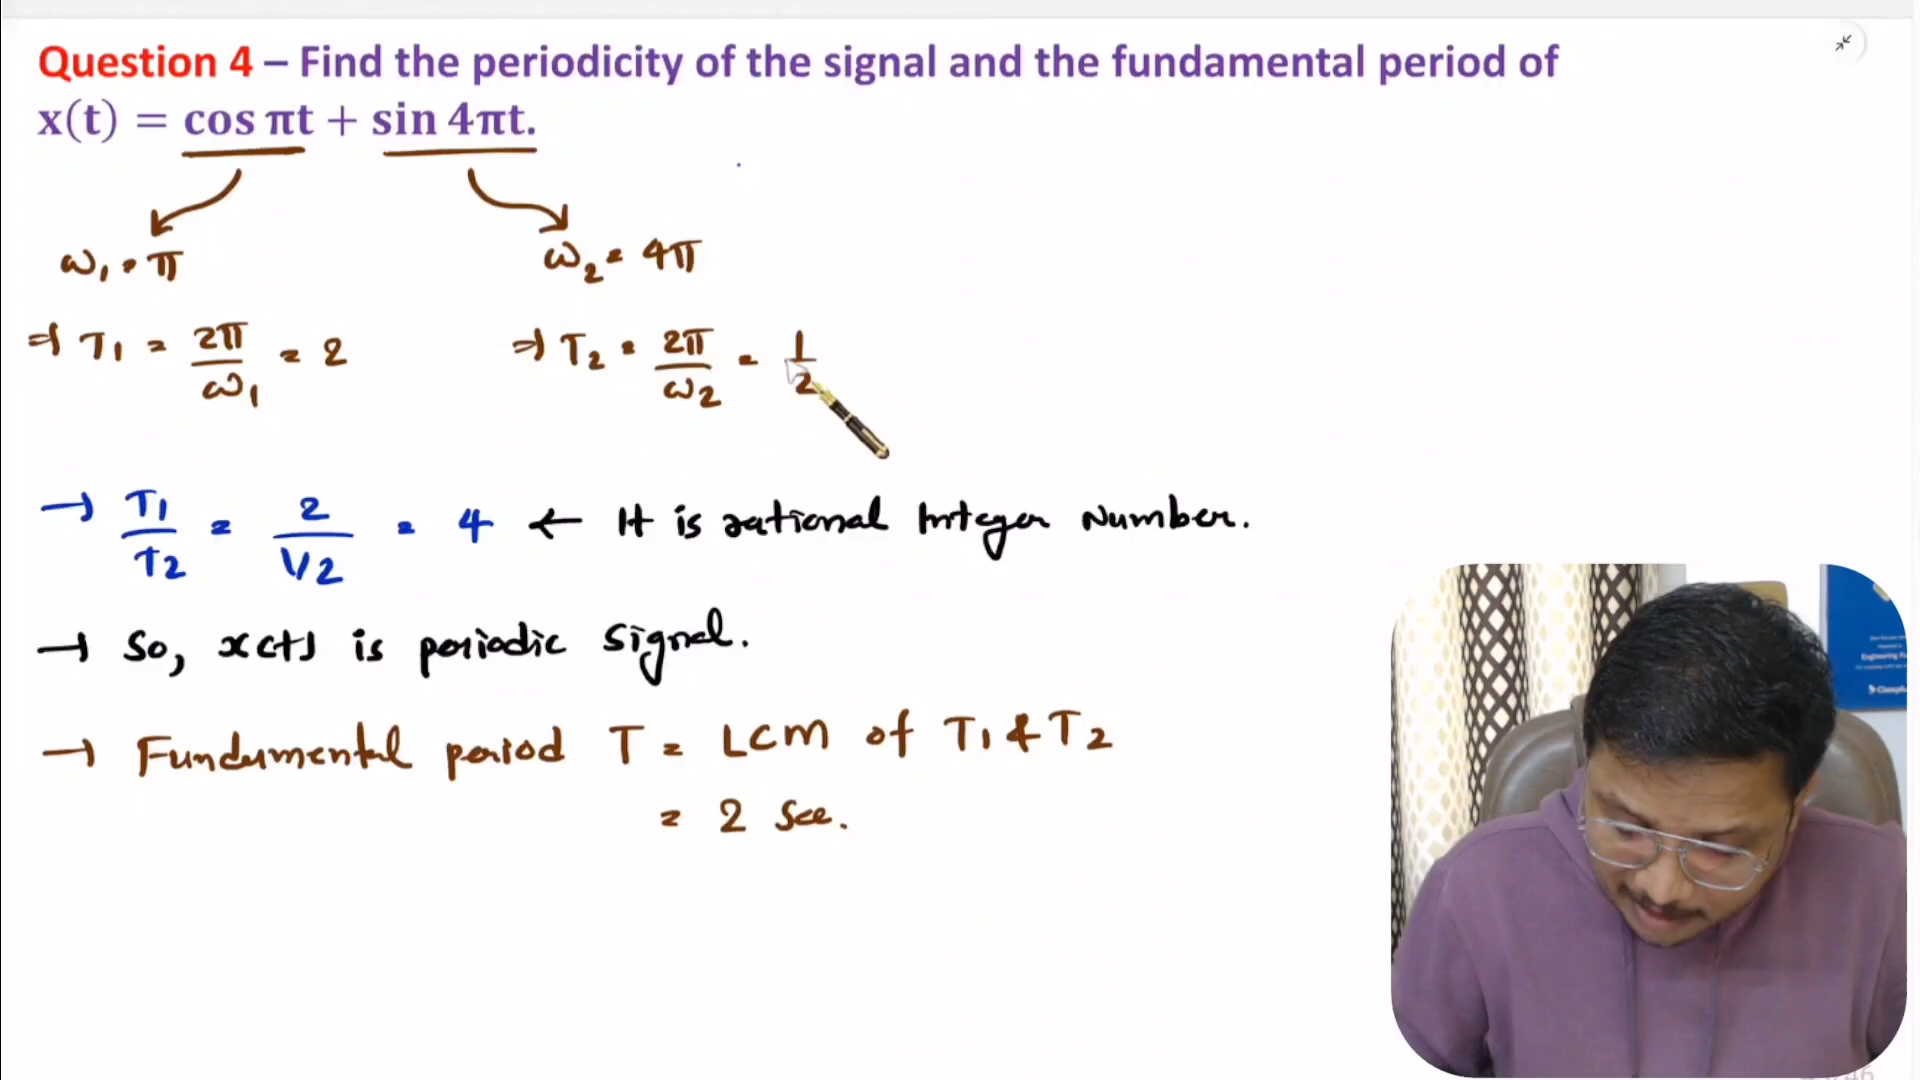 Question 4 – Find the periodicity of the signal and the fundamental period of
x(t) = cos πt + sin 4πt.
ω₁ = π ω₂ = 4π
⇒ T₁ = 2π/ω₁ = 2 ⇒ T₂ = 2π/ω₂ = 1/2
→ T₁/T₂ = 2/(1/2) = 4 ← It is rational Integer Number.
→ So, x(t) is periodic signal.
→ Fundamental period T = LCM of T₁ & T₂
= 2 Sec.